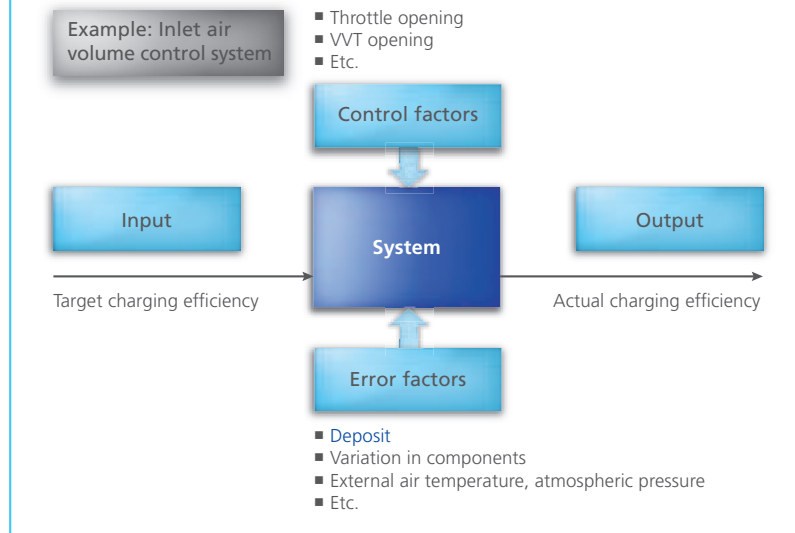 Example: Inlet air
volume control system
■ Throttle opening
■ VVT opening
■ Etc.
Control factors
Input
System
Output
Target charging efficiency
Actual charging efficiency
Error factors
■ Deposit
■ Variation in components
■ External air temperature, atmospheric pressure
■ Etc.